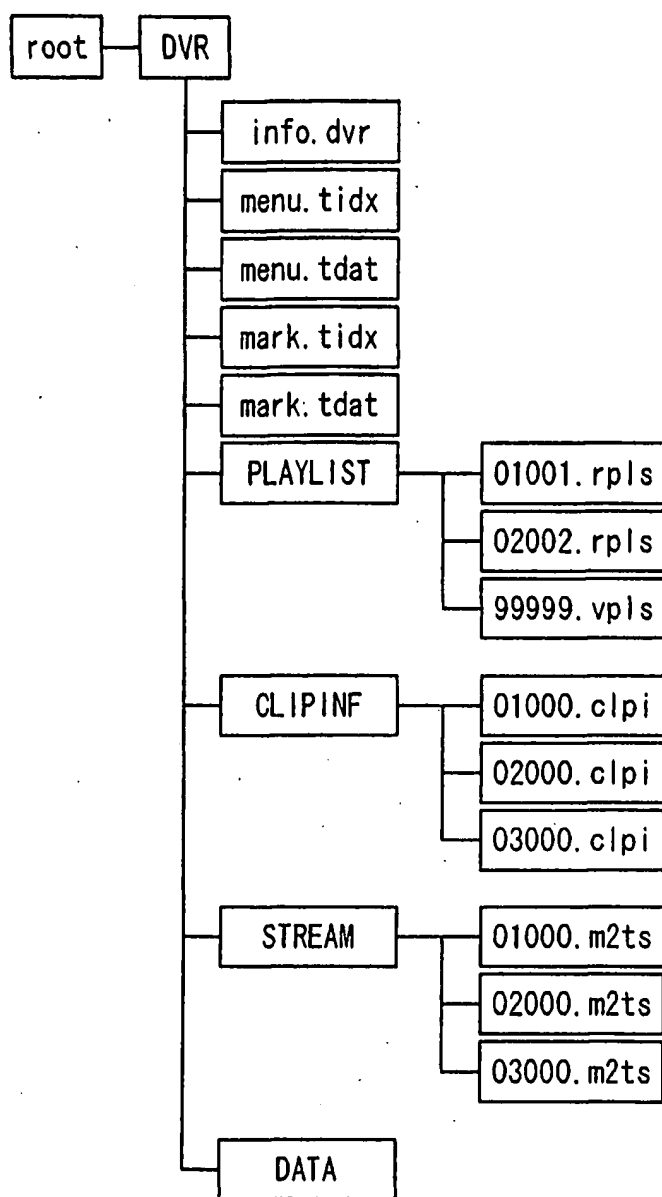 root DVR
info.dvr
menu.tidx
menu.tdat
mark.tidx
mark.tdat
PLAYLIST 01001.rpls
02002.rpls
99999.vpls
CLIPINF 01000.clpi
02000.clpi
03000.clpi
STREAM 01000.m2ts
02000.m2ts
03000.m2ts
DATA